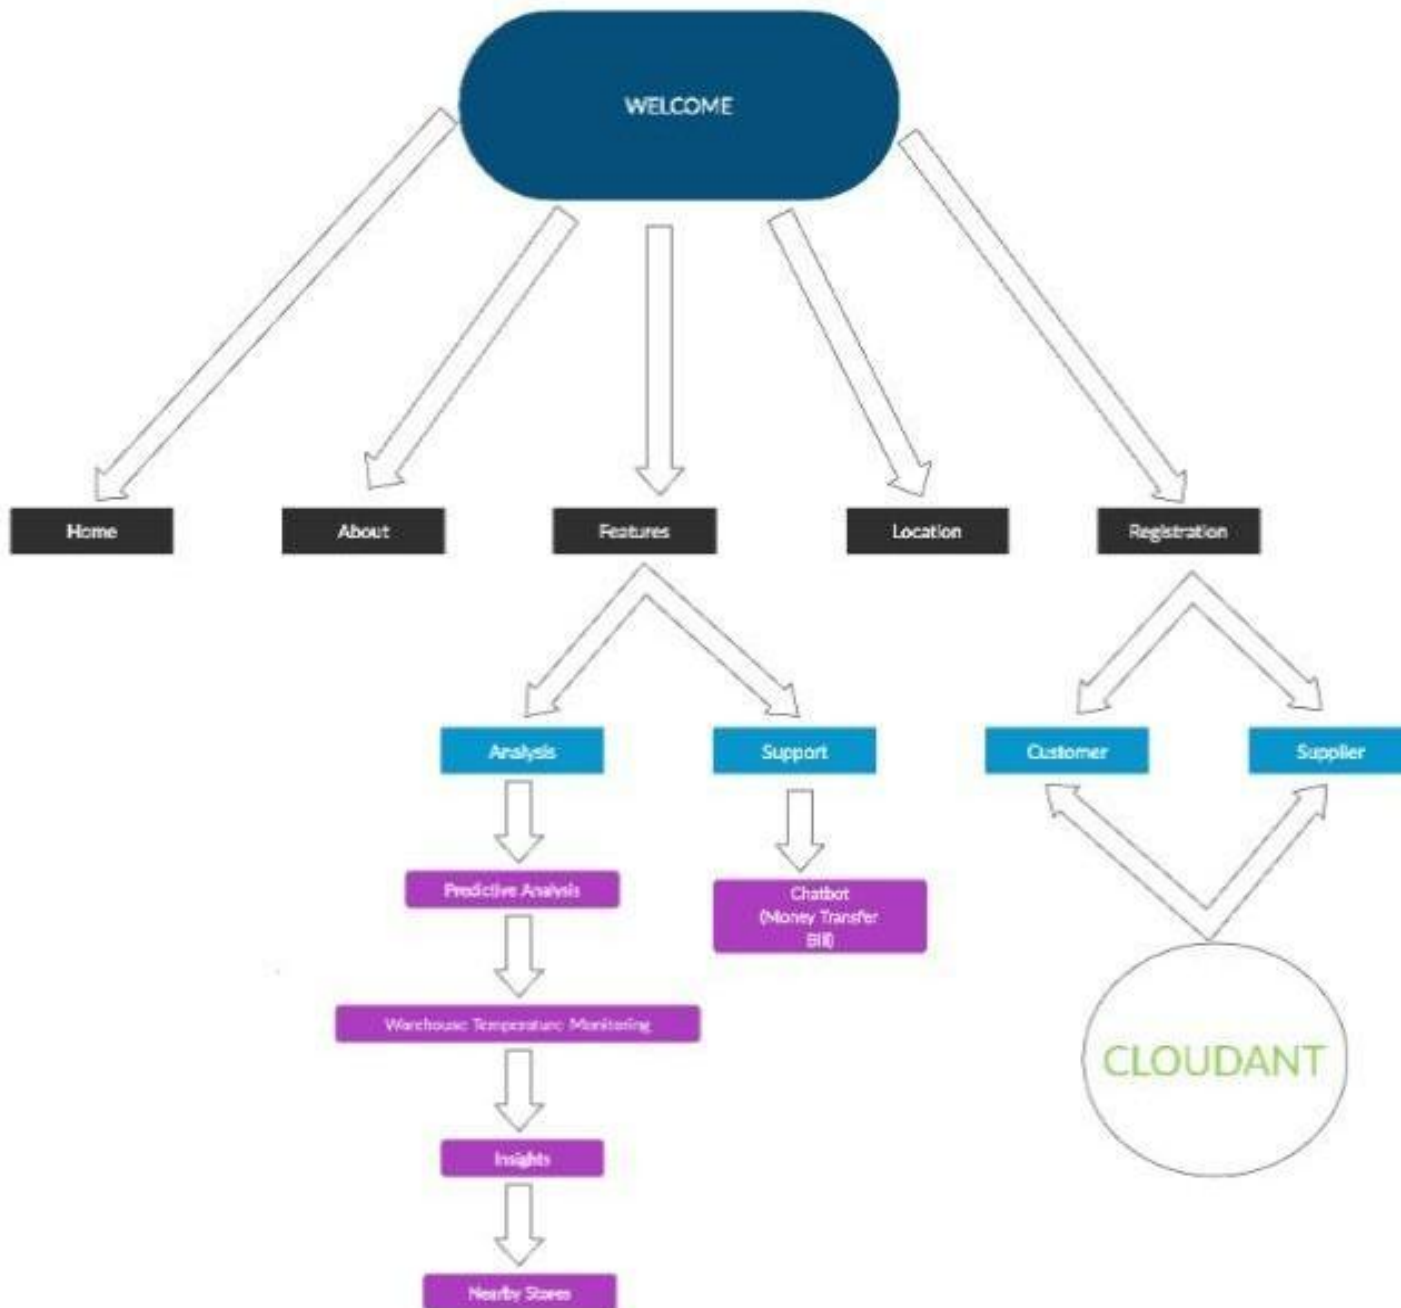 WELCOME
Home
About
Features
Location
Registration
Analysis
Support
Customer
Supplier
Predictive Analysis
Chatbot
(Money Transfer
Bill)
Warehouse Temperature Monitoring
CLOUDANT
Insights
Nearby Stores